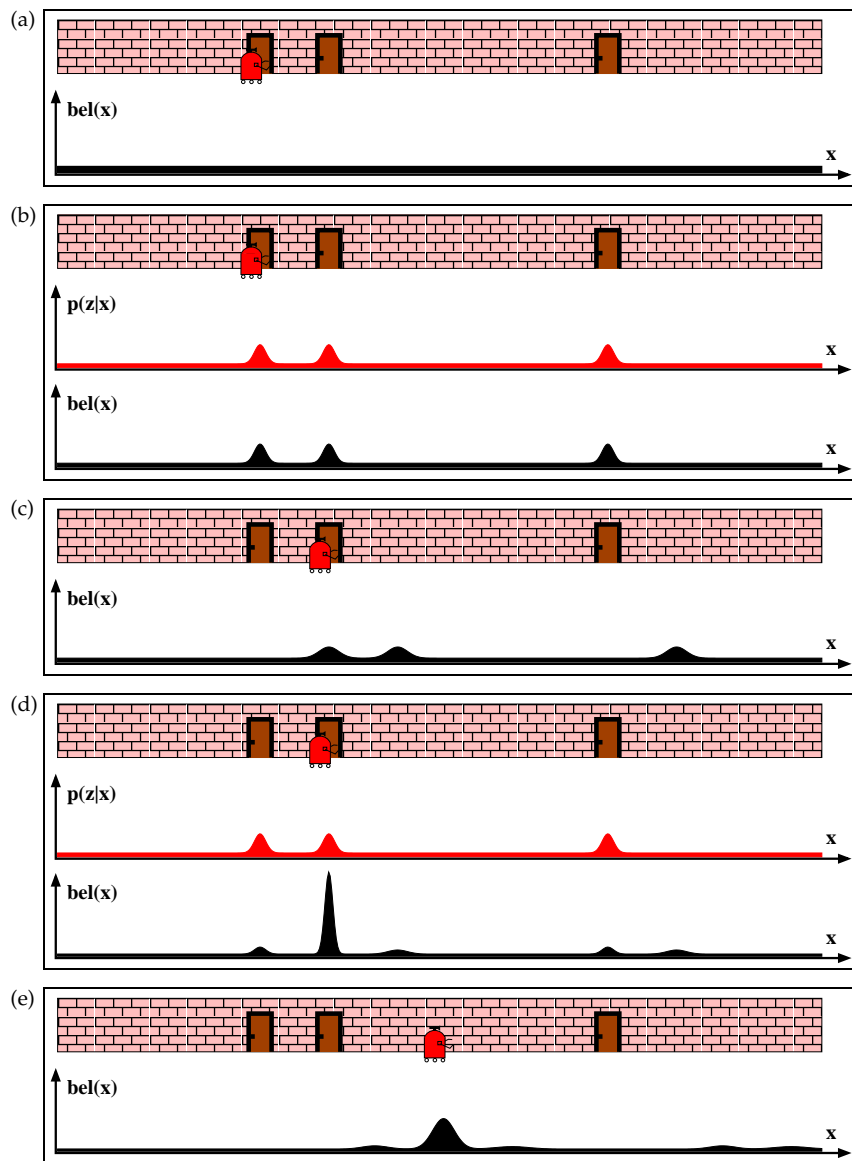 (a)
bel(x)
x
(b)
p(z|x)
x
bel(x)
x
(c)
bel(x)
x
(d)
p(z|x)
x
bel(x)
x
(e)
bel(x)
x